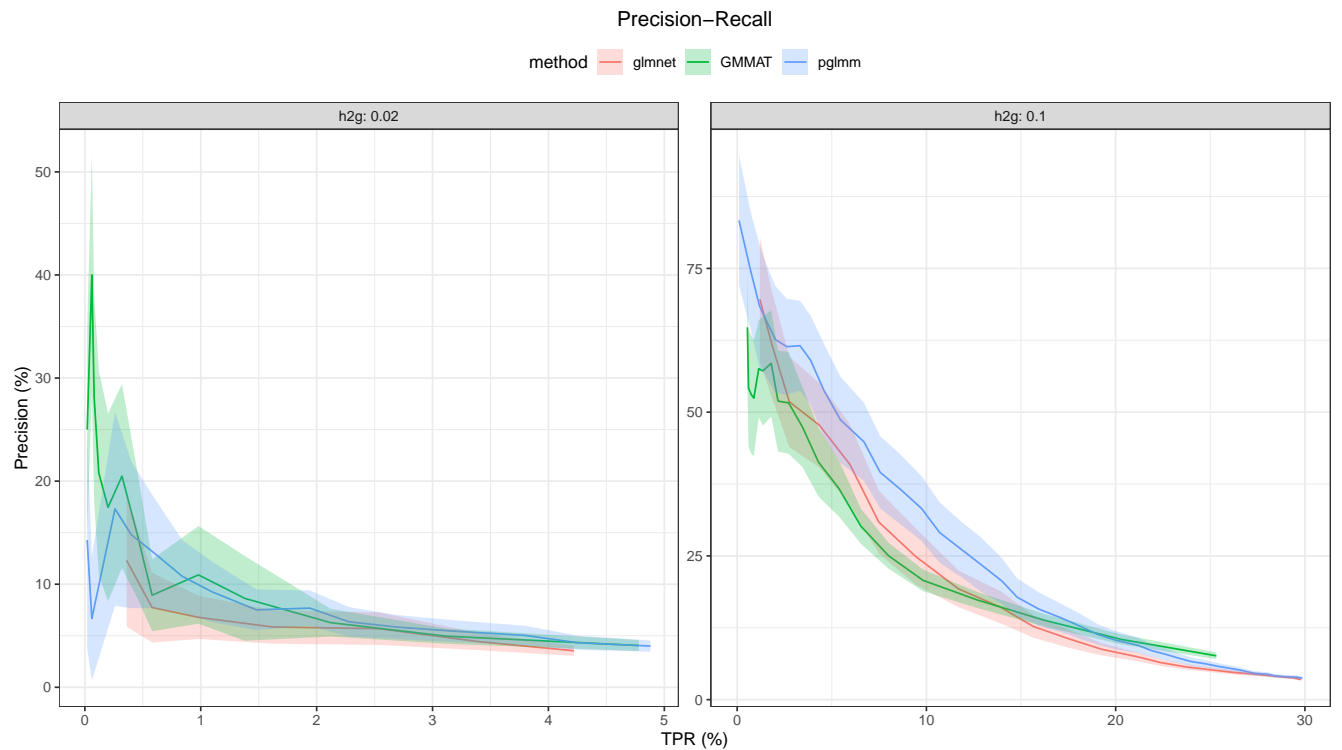 Precision−Recall
method glmnet GMMAT pglmm
h2g: 0.02
h2g: 0.1
Precision (%)
50
40
30
20
10
0
75
50
25
0
0 1 2 3 4 5
0 10 20 30
TPR (%)